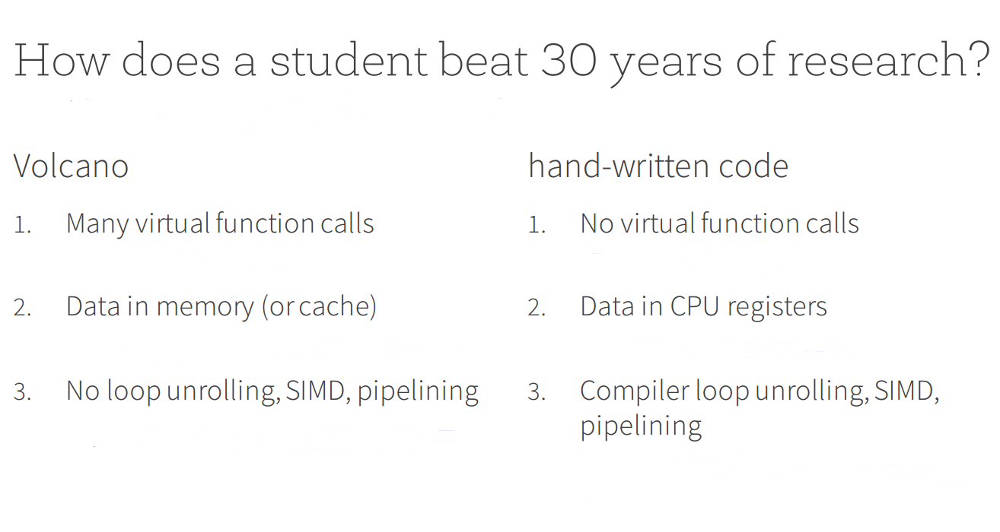 How does a student beat 30 years of research?
Volcano
1. Many virtual function calls
2. Data in memory (or cache)
3. No loop unrolling, SIMD, pipelining
hand-written code
1. No virtual function calls
2. Data in CPU registers
3. Compiler loop unrolling, SIMD,
pipelining